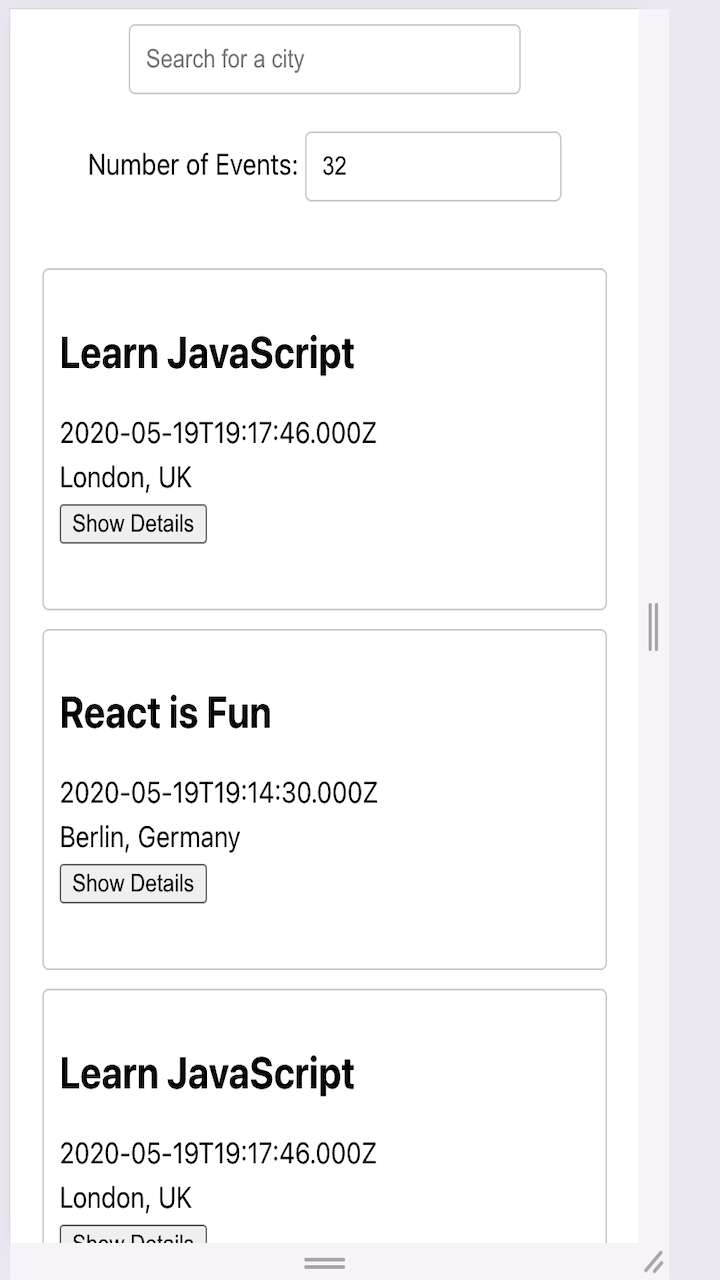 Search for a city
Number of Events: 32
Learn JavaScript
2020-05-19T19:17:46.000Z
London, UK
Show Details
React is Fun
2020-05-19T19:14:30.000Z
Berlin, Germany
Show Details
Learn JavaScript
2020-05-19T19:17:46.000Z
London, UK
Show Details